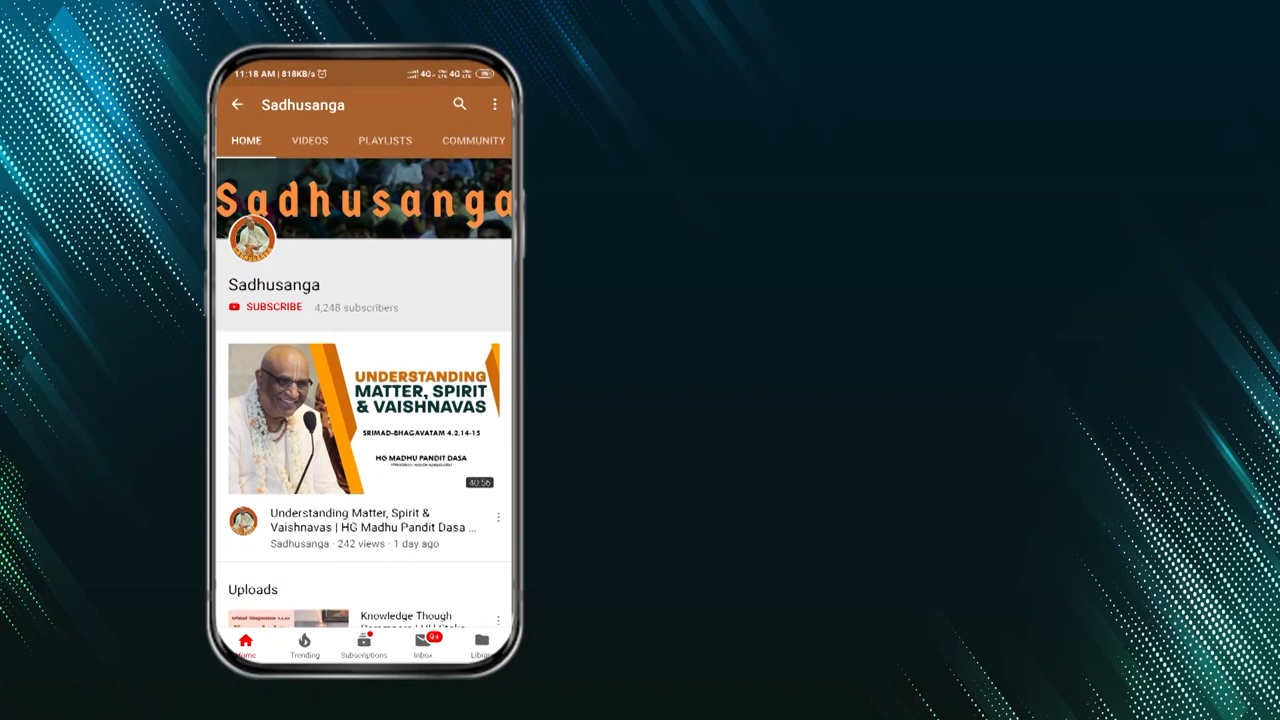 11:18 AM | 818KB/s
4G 4G
Sadhusanga
HOME VIDEOS PLAYLISTS COMMUNITY
Sadhusanga
Sadhusanga
SUBSCRIBE 4,248 subscribers
UNDERSTANDING
MATTER, SPIRIT
& VAISHNAVAS
SRIMAD-BHAGAVATAM 4.2.14-15
HG MADHU PANDIT DASA
40:56
Understanding Matter, Spirit &
Vaishnavas | HG Madhu Pandit Dasa ...
Sadhusanga · 242 views · 1 day ago
Uploads
Knowledge Though
9+
Home Trending Subscriptions Inbox